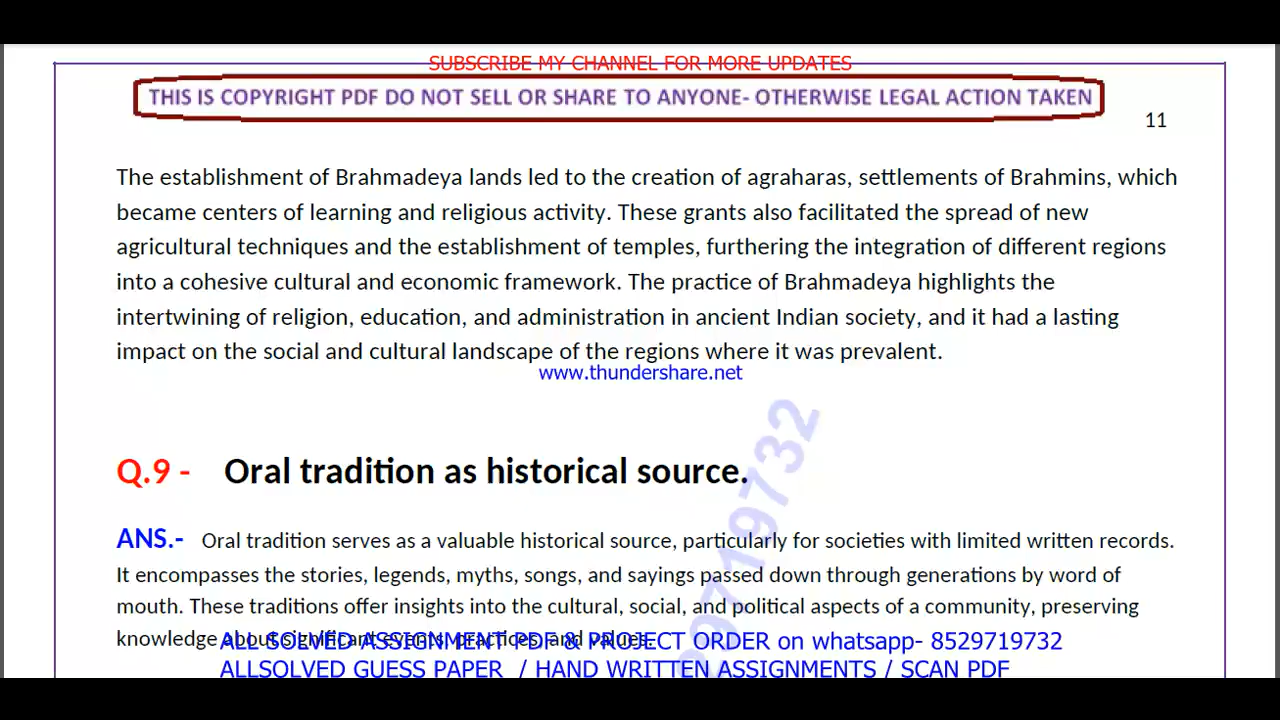 SUBSCRIBE MY CHANNEL FOR MORE UPDATES
THIS IS COPYRIGHT PDF DO NOT SELL OR SHARE TO ANYONE- OTHERWISE LEGAL ACTION TAKEN
11
The establishment of Brahmadeya lands led to the creation of agraharas, settlements of Brahmins, which
became centers of learning and religious activity. These grants also facilitated the spread of new
agricultural techniques and the establishment of temples, furthering the integration of different regions
into a cohesive cultural and economic framework. The practice of Brahmadeya highlights the
intertwining of religion, education, and administration in ancient Indian society, and it had a lasting
impact on the social and cultural landscape of the regions where it was prevalent.
www.thundershare.net
Q.9 - Oral tradition as historical source.
ANS.- Oral tradition serves as a valuable historical source, particularly for societies with limited written records.
It encompasses the stories, legends, myths, songs, and sayings passed down through generations by word of
mouth. These traditions offer insights into the cultural, social, and political aspects of a community, preserving
knowledge about significant events, practices, and values.
ALL SOLVED ASSIGNMENT PDF & PROJECT ORDER on whatsapp- 8529719732
ALLSOLVED GUESS PAPER / HAND WRITTEN ASSIGNMENTS / SCAN PDF
29719732